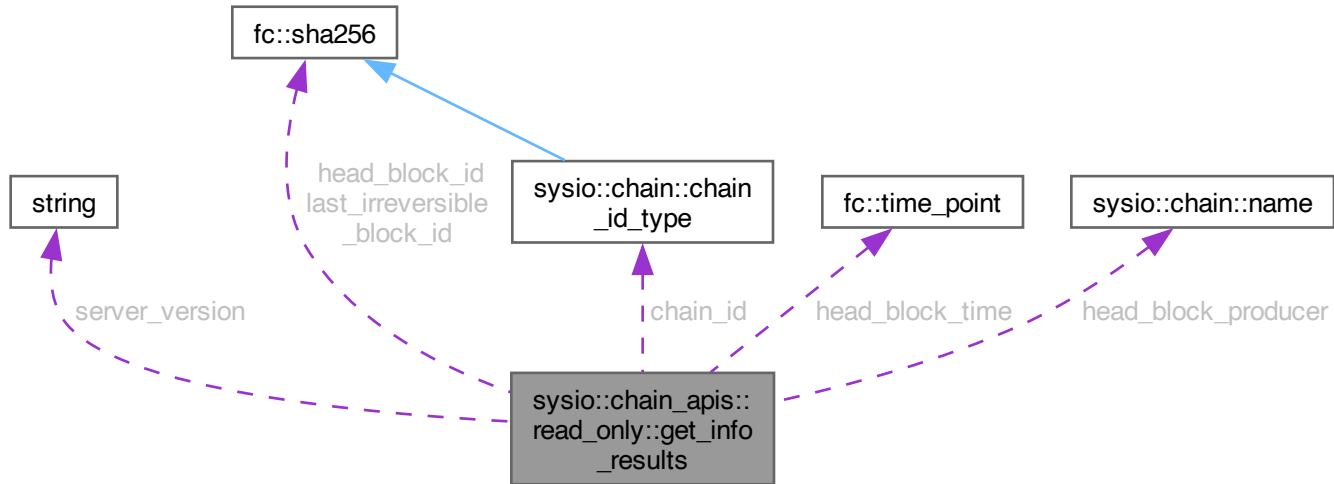 fc::sha256
head_block_id
last_irreversible
_block_id
string
sysio::chain::chain
_id_type
fc::time_point
sysio::chain::name
server_version
chain_id
head_block_time
head_block_producer
sysio::chain_apis::
read_only::get_info
_results